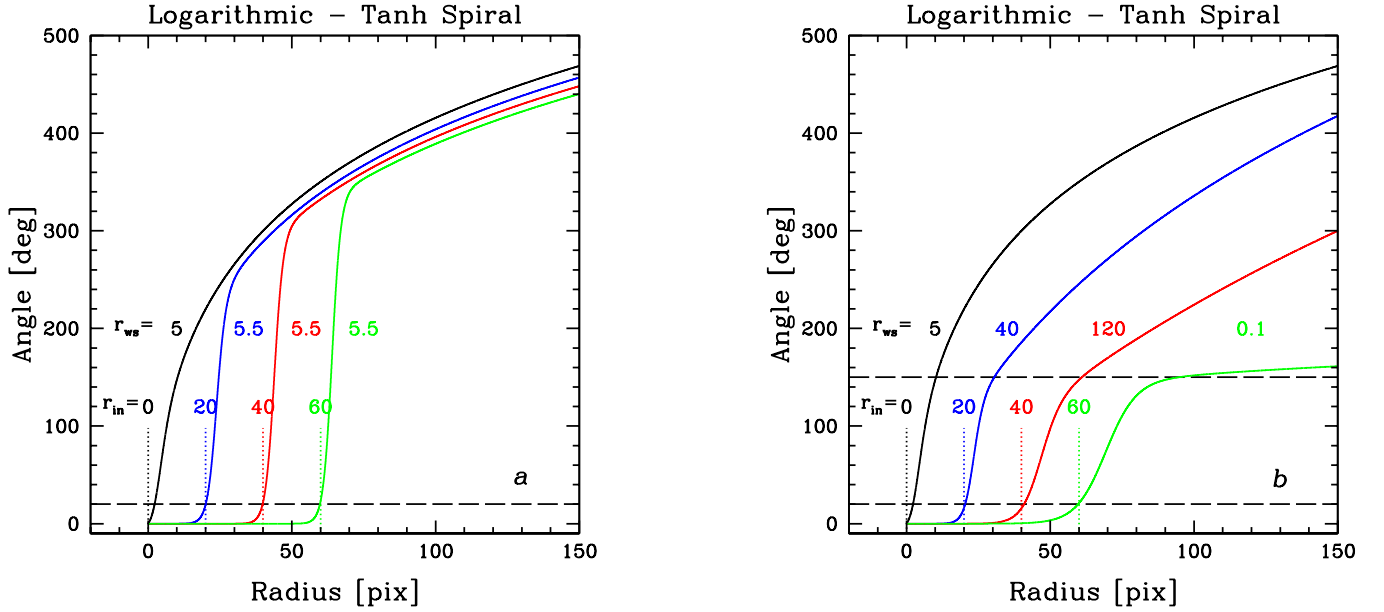 Logarithmic – Tanh Spiral
500
400
300
200
100
0
Angle [deg]
r_ws= 5 5.5 5.5 5.5
r_in=0 20 40 60
a
0 50 100 150
Radius [pix]
Logarithmic – Tanh Spiral
500
400
300
200
100
0
Angle [deg]
r_ws= 5 40 120 0.1
r_in=0 20 40 60
b
0 50 100 150
Radius [pix]